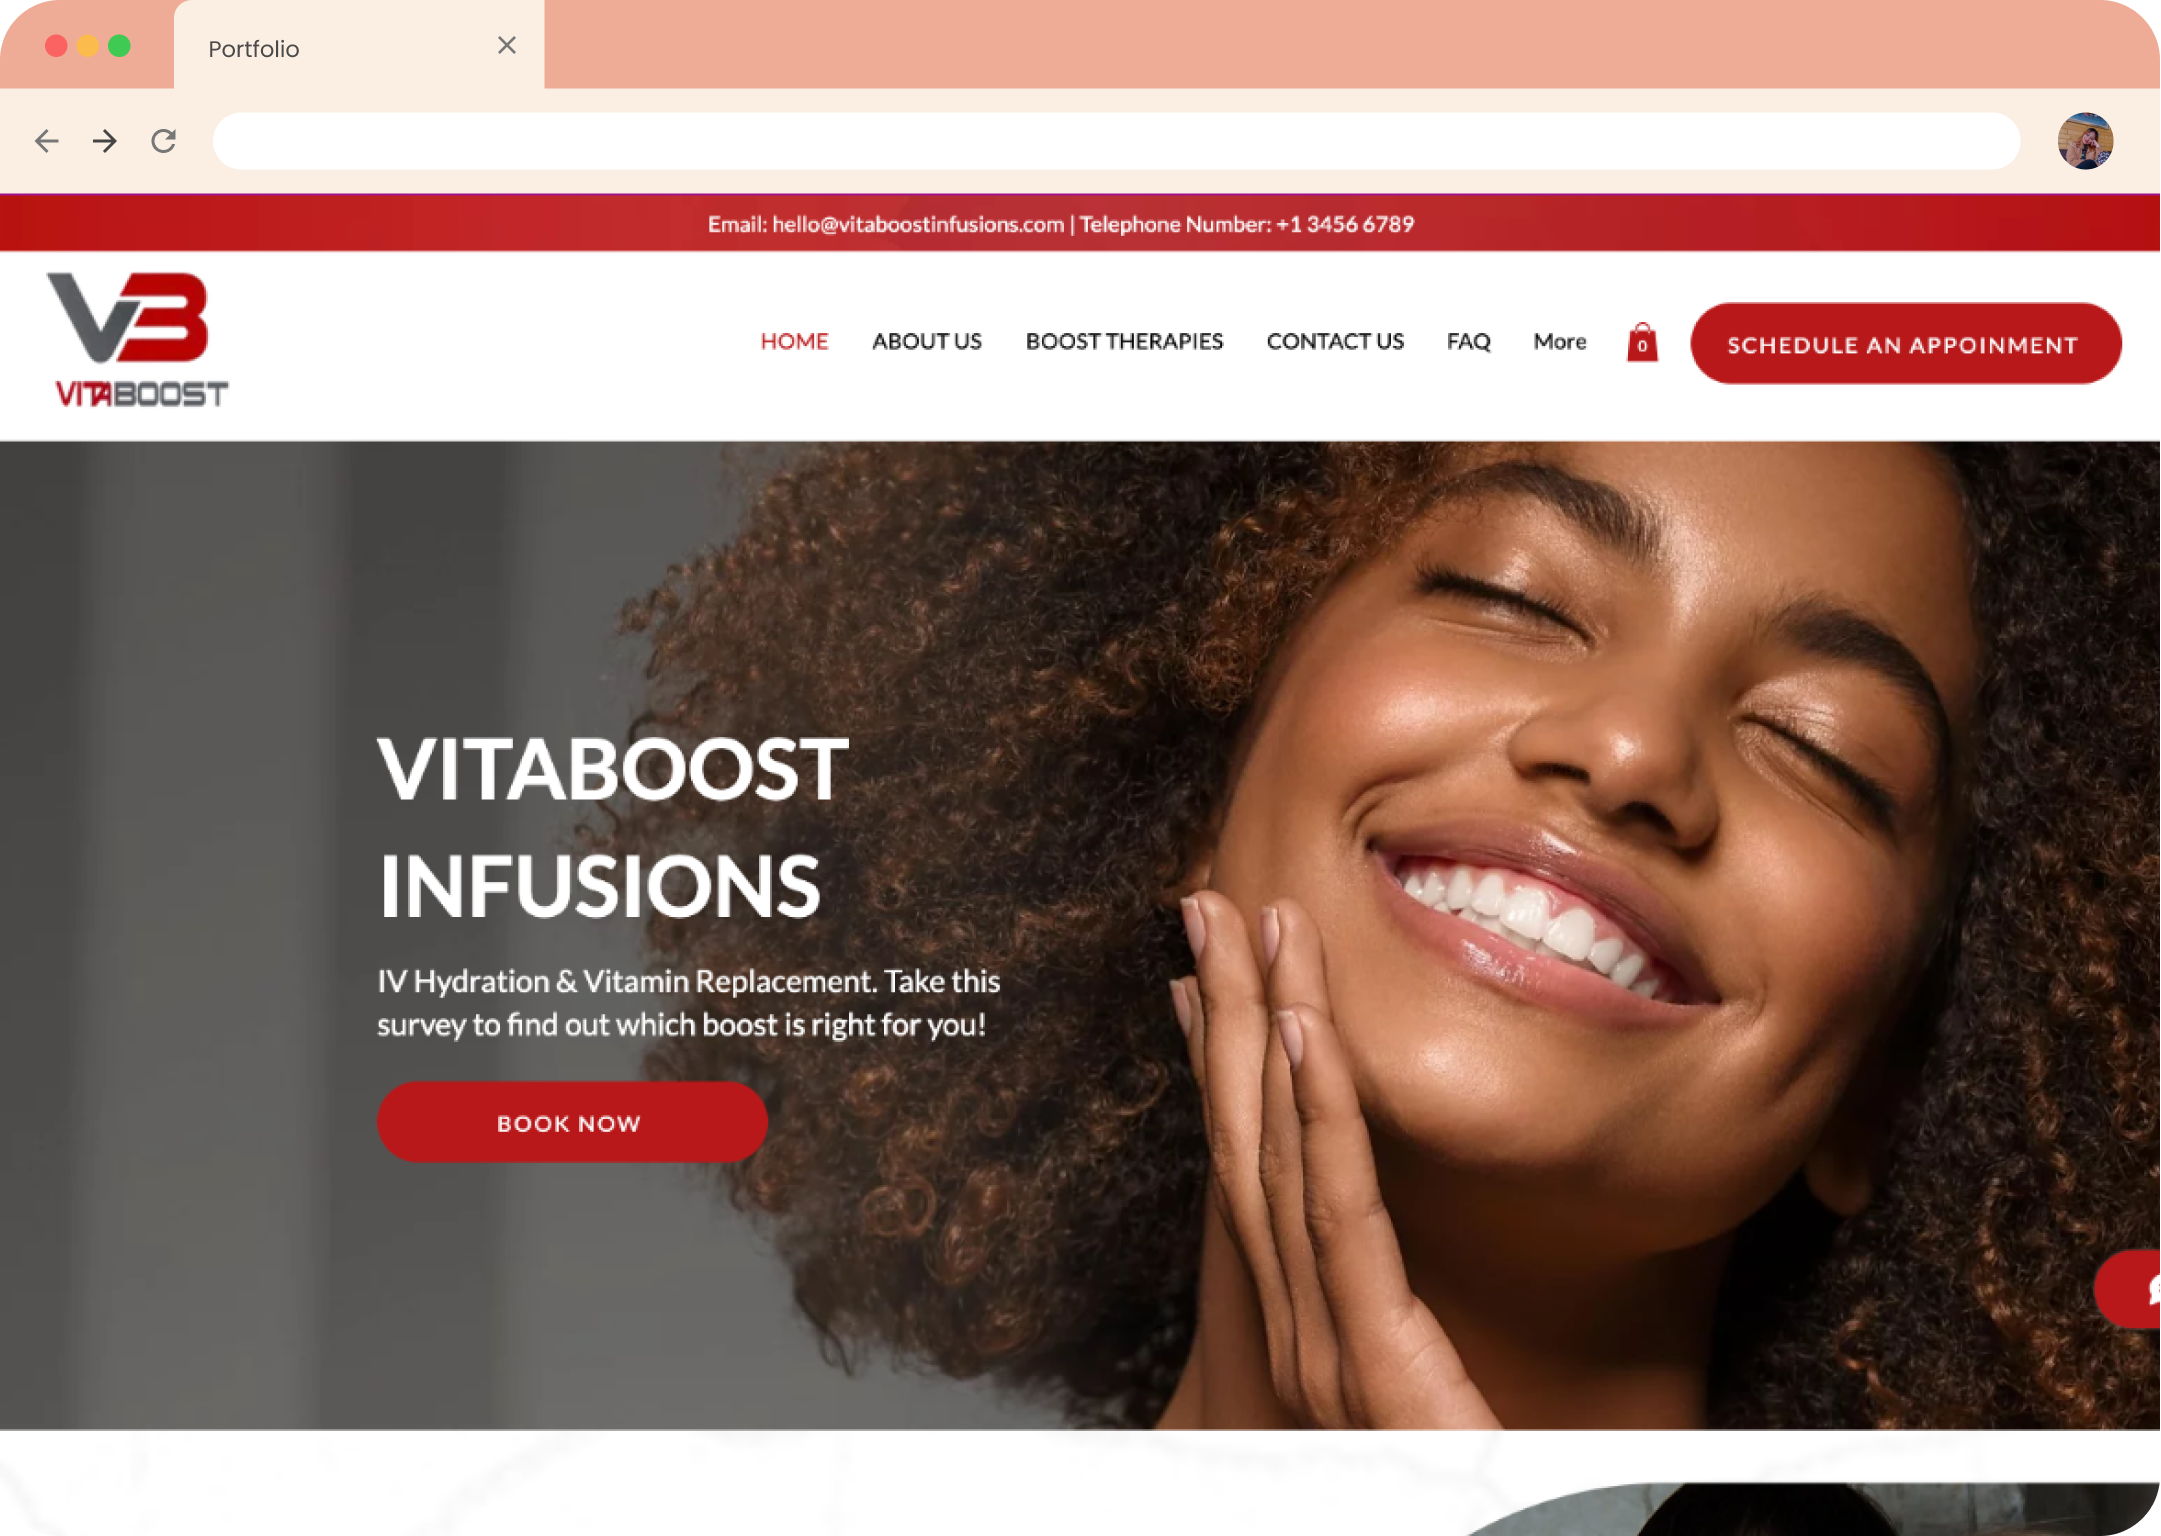 Portfolio
Email: hello@vitaboostinfusions.com | Telephone Number: +1 3456 6789
VB
VITABOOST
HOME ABOUT US BOOST THERAPIES CONTACT US FAQ More 0 SCHEDULE AN APPOINMENT
VITABOOST
INFUSIONS
IV Hydration & Vitamin Replacement. Take this
survey to find out which boost is right for you!
BOOK NOW